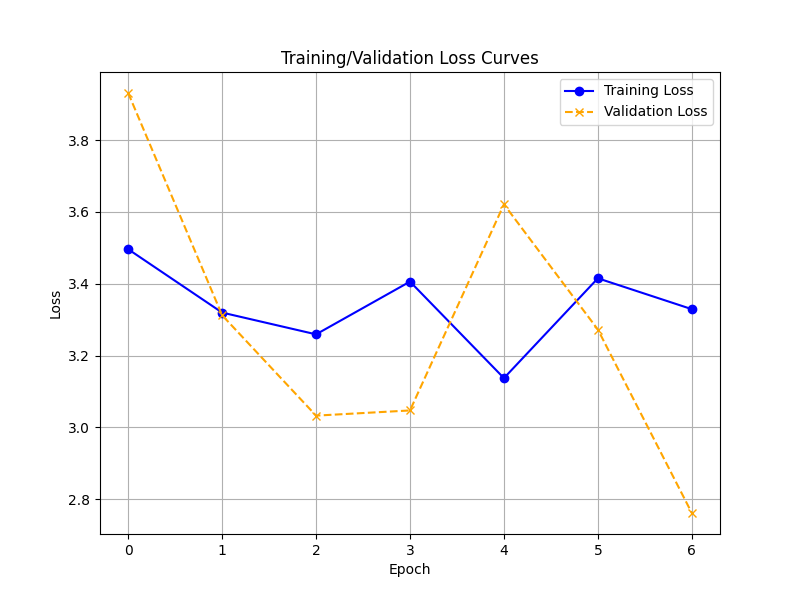 Training/Validation Loss Curves
Training Loss
Validation Loss
3.8
3.6
3.4
3.2
3.0
2.8
Loss
0 1 2 3 4 5 6
Epoch